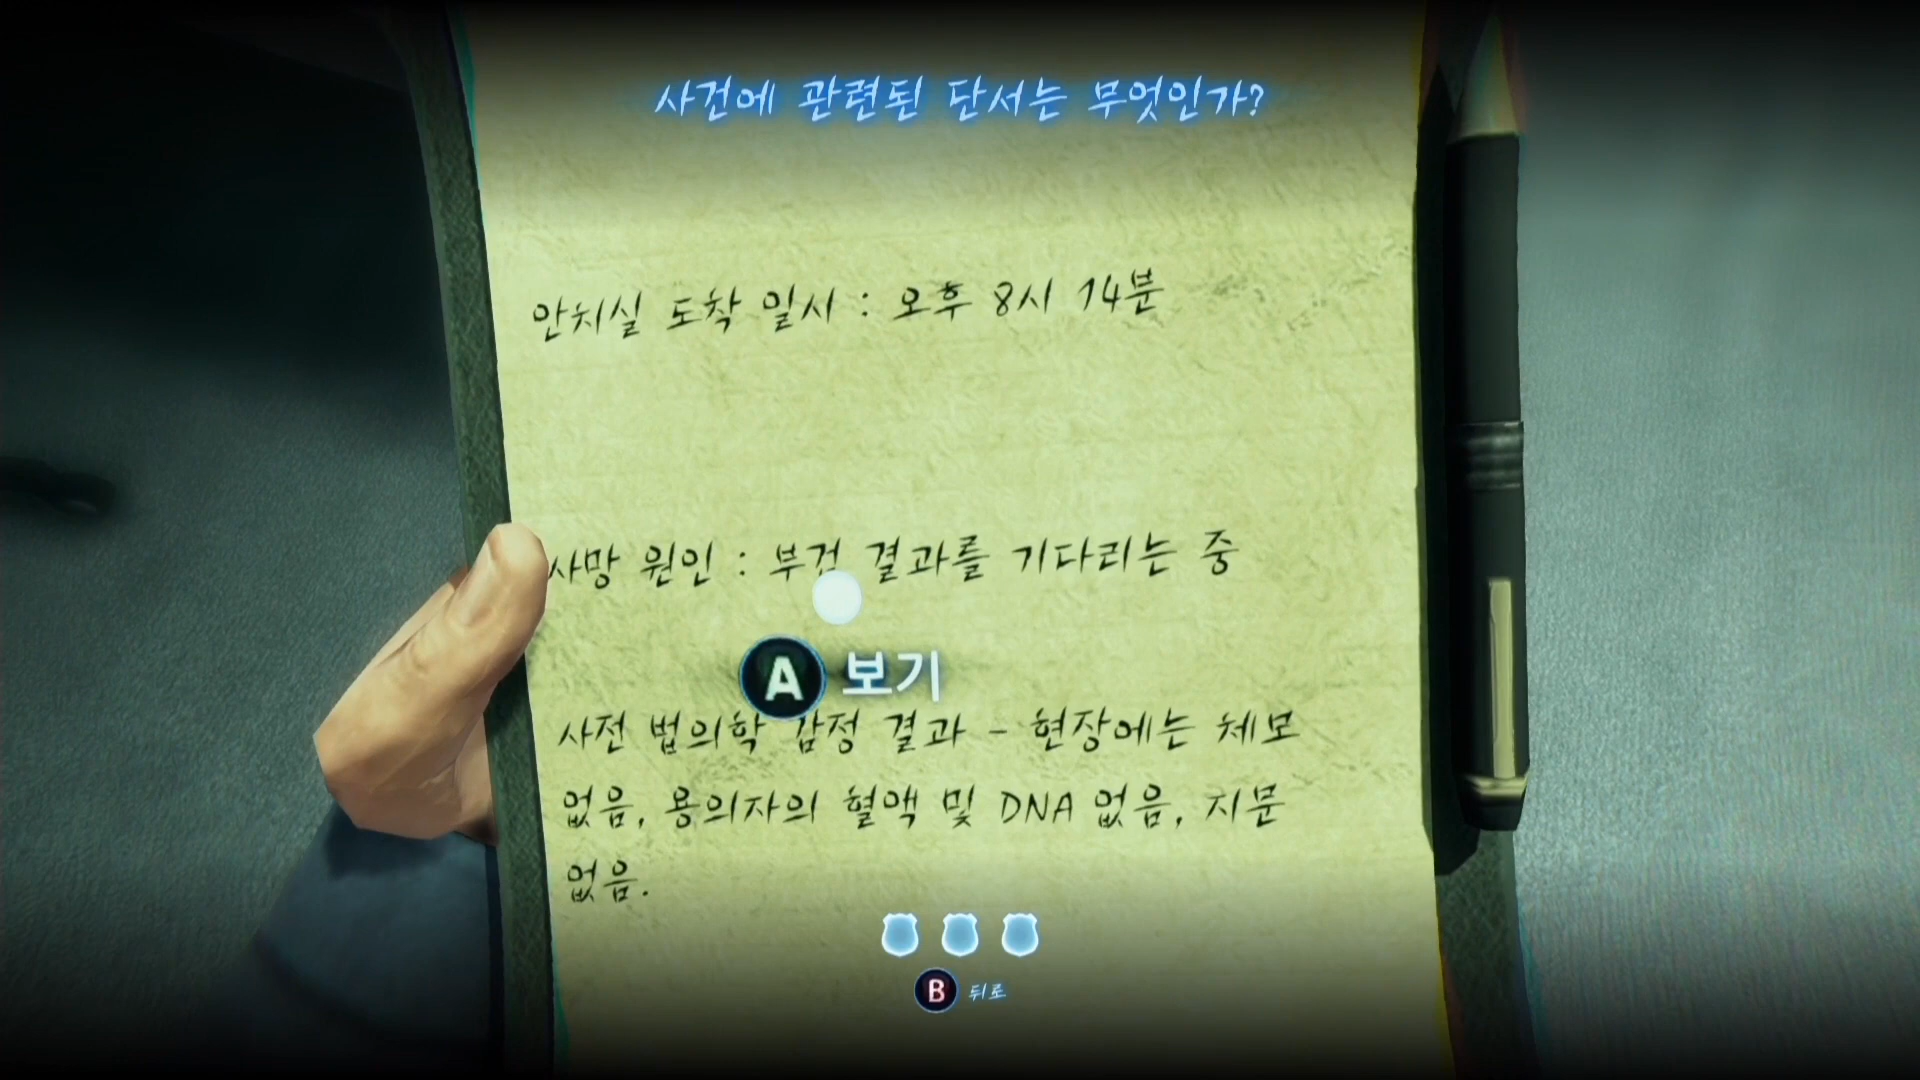 사건에 관련된 단서는 무엇인가?
안치실 도착 일시 : 오후 8시 14분
사망 원인 : 부검 결과를 기다리는 중
A 보기
사전 법의학 감정 결과 - 현장에는 체모
없음, 용의자의 혈액 및 DNA 없음, 지문
없음.
B 뒤로